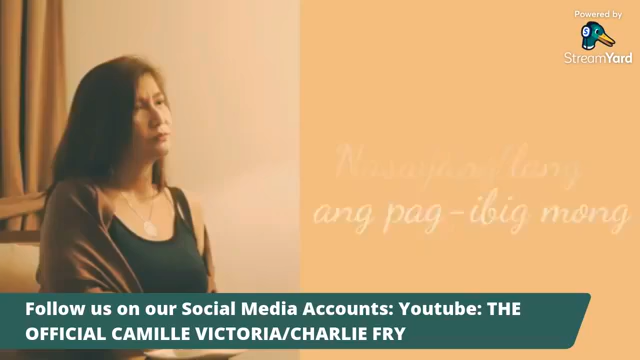 Powered by
StreamYard
Nasayang lang
ang pag-ibig mong
Follow us on our Social Media Accounts: Youtube: THE
OFFICIAL CAMILLE VICTORIA/CHARLIE FRY